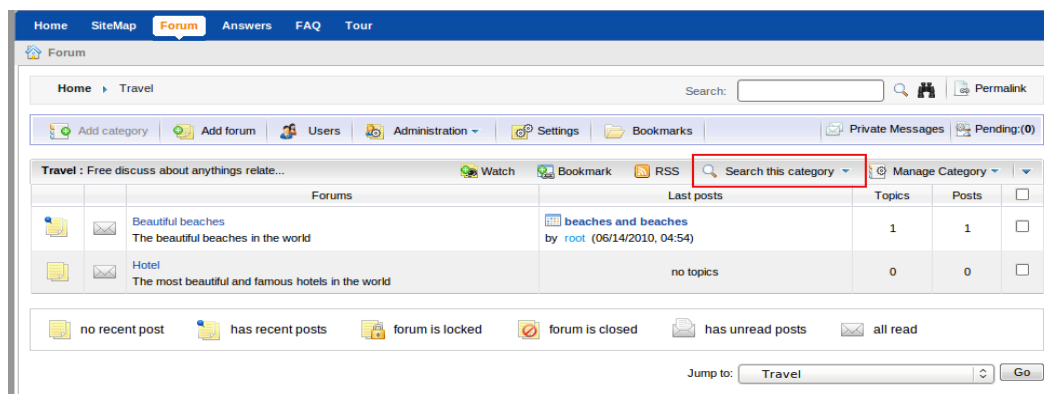 Home SiteMap Forum Answers FAQ Tour
Forum
Home Travel Search: Permalink
Add category Add forum Users Administration Settings Bookmarks Private Messages Pending:(0)
Travel : Free discuss about anythings relate... Watch Bookmark RSS Search this category Manage Category
Forums Last posts Topics Posts
Beautiful beaches
The beautiful beaches in the world
beaches and beaches
by root (06/14/2010, 04:54)
1 1
Hotel
The most beautiful and famous hotels in the world
no topics 0 0
no recent post has recent posts forum is locked forum is closed has unread posts all read
Jump to: Travel Go